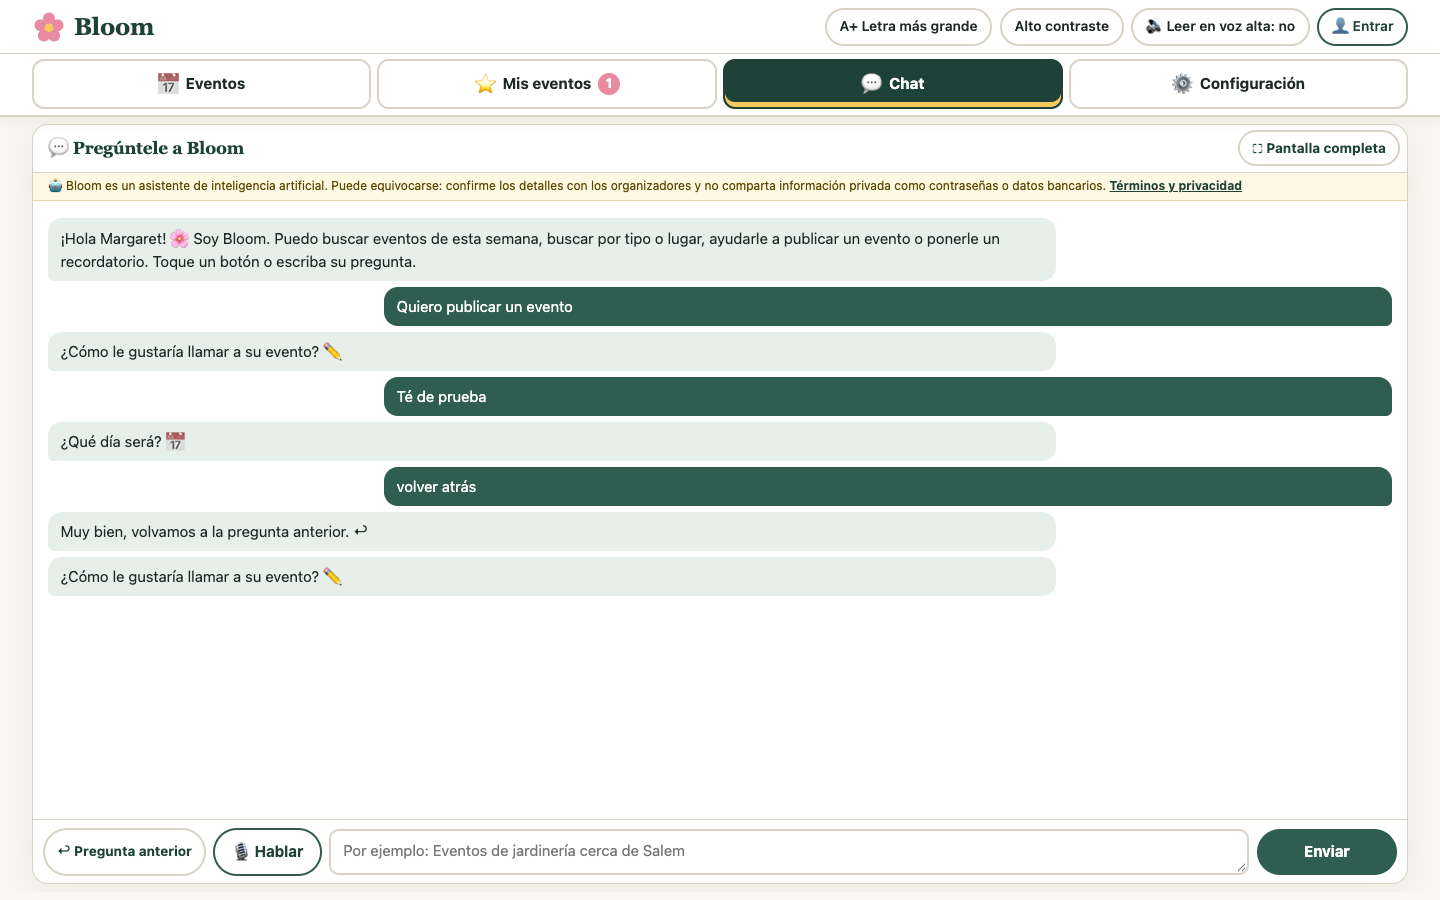 Bloom
A+ Letra más grande
Alto contraste
Leer en voz alta: no
Entrar
Eventos
Mis eventos 1
Chat
Configuración
Pregúntele a Bloom
Pantalla completa
Bloom es un asistente de inteligencia artificial. Puede equivocarse: confirme los detalles con los organizadores y no comparta información privada como contraseñas o datos bancarios. Términos y privacidad
¡Hola Margaret! 🌸 Soy Bloom. Puedo buscar eventos de esta semana, buscar por tipo o lugar, ayudarle a publicar un evento o ponerle un
recordatorio. Toque un botón o escriba su pregunta.
Quiero publicar un evento
¿Cómo le gustaría llamar a su evento? ✏️
Té de prueba
¿Qué día será? 📅
volver atrás
Muy bien, volvamos a la pregunta anterior. ↩
¿Cómo le gustaría llamar a su evento? ✏️
↩ Pregunta anterior
Hablar
Por ejemplo: Eventos de jardinería cerca de Salem
Enviar